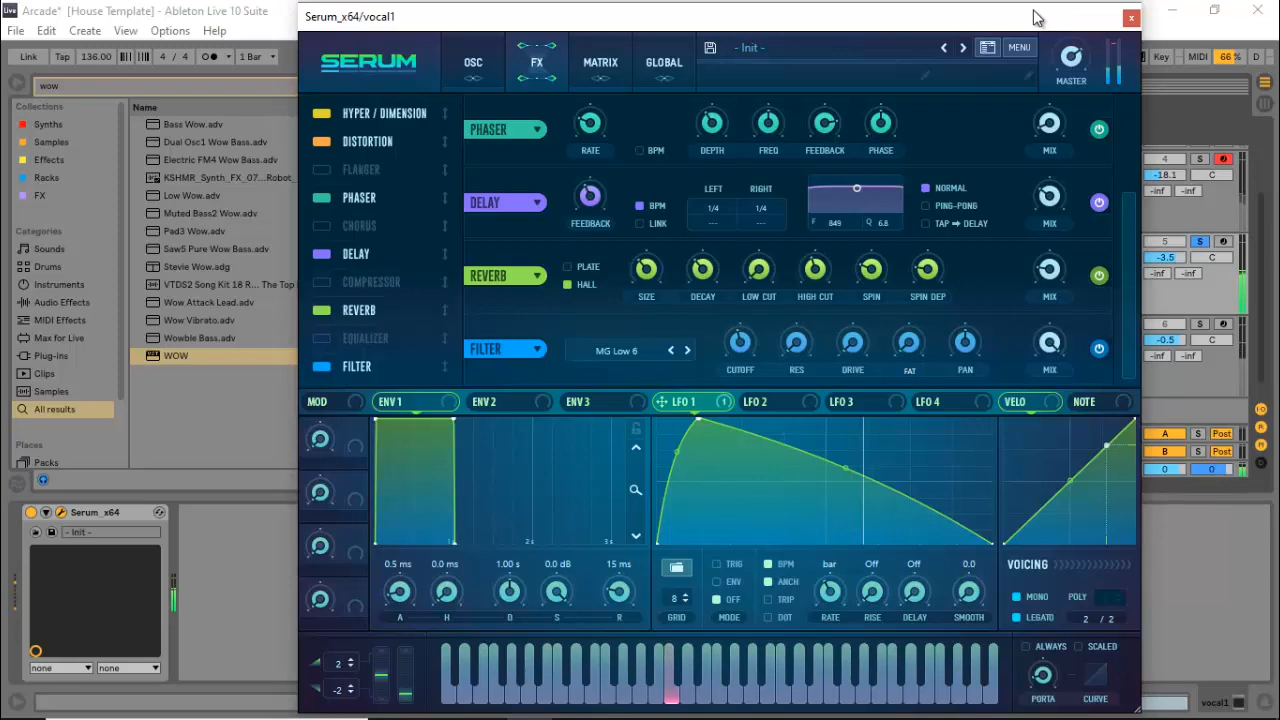 Arcade* [House Template] - Ableton Live 10 Suite
File Edit Create View Options Help
Link Tap 136.00 4 / 4 1 Bar
wow
Collections
Synths
Samples
Effects
Racks
FX
Categories
Sounds
Drums
Instruments
Audio Effects
MIDI Effects
Max for Live
Plug-ins
Clips
Samples
All results
Places
Packs
Name
Bass Wow.adv
Dual Osc1 Wow Bass.adv
Electric FM4 Wow Bass.adv
KSHMR_Synth_FX_07..._Robot_
Low Wow.adv
Muted Bass2 Wow.adv
Pad3 Wow.adv
Saw5 Pure Wow Bass.adv
Stevie Wow.adg
VTDS2 Song Kit 18 R... The Top
Wow Attack Lead.adv
Wow Vibrato.adv
Wowble Bass.adv
WOW
Serum_x64
- Init -
none none
Serum_x64/vocal1
x
SERUM
OSC FX MATRIX GLOBAL
- Init -
MENU
MASTER
HYPER / DIMENSION
DISTORTION
FLANGER
PHASER
CHORUS
DELAY
COMPRESSOR
REVERB
EQUALIZER
FILTER
PHASER
RATE BPM DEPTH FREQ FEEDBACK PHASE MIX
DELAY
FEEDBACK
BPM
LINK
LEFT RIGHT
1/4 1/4
--- ---
F 849 Q 6.8
NORMAL
PING-PONG
TAP ➔ DELAY
MIX
REVERB
PLATE
HALL
SIZE DECAY LOW CUT HIGH CUT SPIN SPIN DEP MIX
FILTER
MG Low 6
CUTOFF RES DRIVE FAT PAN MIX
MOD ENV 1 ENV 2 ENV 3 LFO 1 1 LFO 2 LFO 3 LFO 4 VELO NOTE
1s 2s 3s
0.5 ms 0.0 ms 1.00 s 0.0 dB 15 ms
A H D S R
8
GRID
TRIG
ENV
OFF
MODE
BPM
ANCH
TRIP
DOT
bar Off Off 0.0
RATE RISE DELAY SMOOTH
VOICING
MONO POLY
LEGATO 2 / 2
2
-2
ALWAYS SCALED
PORTA CURVE
Key MIDI 66 % D
4
-18.1 C
-inf -inf
5 S
-3.5 C
-inf -inf
6 S
-0.5 C
-inf -inf
A S Post
B S Post
0 0
vocal1